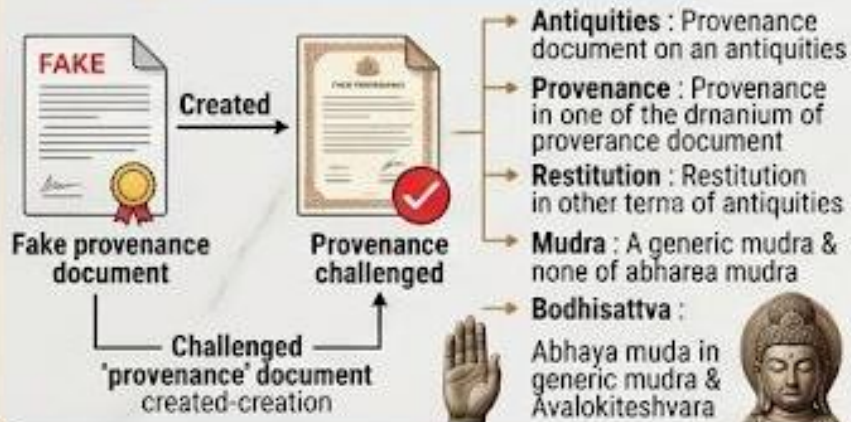 FAKE
Created
Fake provenance
document
Provenance
challenged
Challenged
'provenance' document
created-creation
Antiquities : Provenance
document on an antiquities
Provenance : Provenance
in one of the drnanium of
proverance document
Restitution : Restitution
in other terna of antiquities
Mudra : A generic mudra &
none of abharea mudra
Bodhisattva :
Abhaya muda in
generic mudra &
Avalokiteshvara